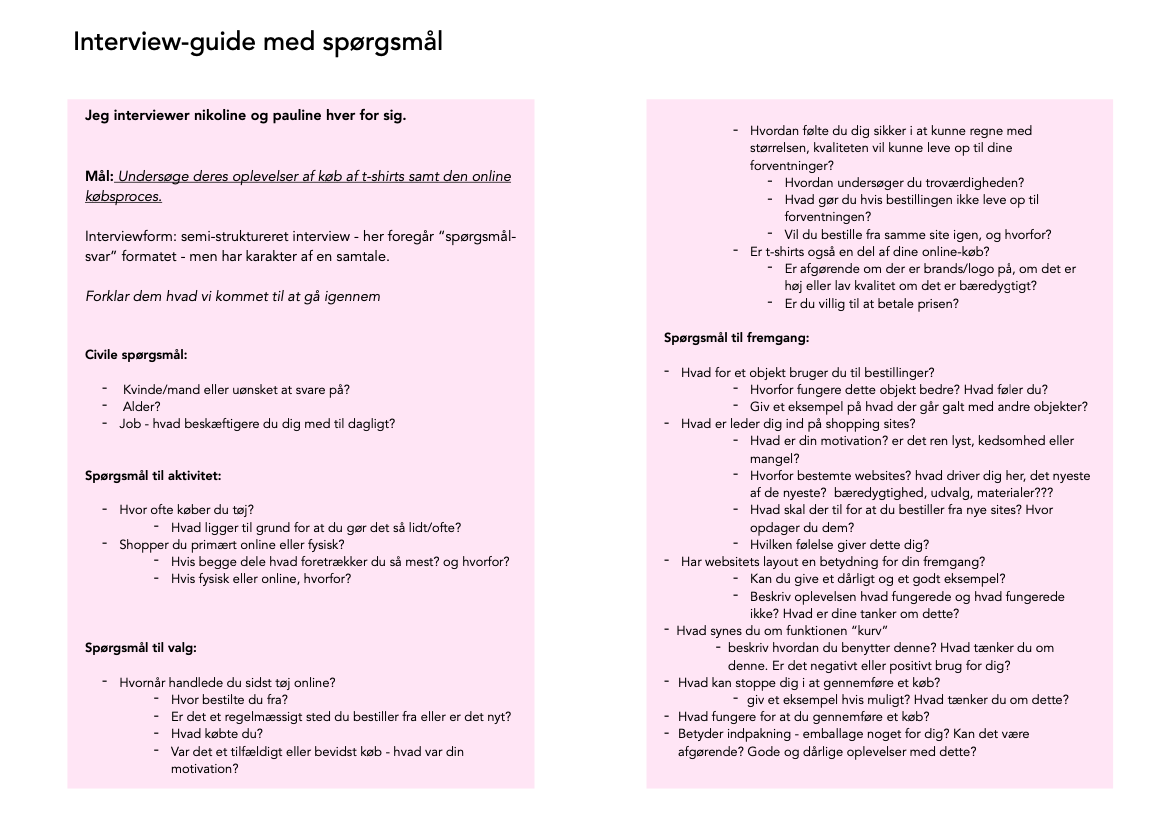 Interview-guide med spørgsmål
Jeg interviewer nikoline og pauline hver for sig.
Mål: Undersøge deres oplevelser af køb af t-shirts samt den online
købsproces.
Interviewform: semi-struktureret interview - her foregår “spørgsmål-
svar” formatet - men har karakter af en samtale.
Forklar dem hvad vi kommet til at gå igennem
Civile spørgsmål:
- Kvinde/mand eller uønsket at svare på?
- Alder?
- Job - hvad beskæftigere du dig med til dagligt?
Spørgsmål til aktivitet:
- Hvor ofte køber du tøj?
- Hvad ligger til grund for at du gør det så lidt/ofte?
- Shopper du primært online eller fysisk?
- Hvis begge dele hvad foretrækker du så mest? og hvorfor?
- Hvis fysisk eller online, hvorfor?
Spørgsmål til valg:
- Hvornår handlede du sidst tøj online?
- Hvor bestilte du fra?
- Er det et regelmæssigt sted du bestiller fra eller er det nyt?
- Hvad købte du?
- Var det et tilfældigt eller bevidst køb - hvad var din
motivation?
- Hvordan følte du dig sikker i at kunne regne med
størrelsen, kvaliteten vil kunne leve op til dine
forventninger?
- Hvordan undersøger du troværdigheden?
- Hvad gør du hvis bestillingen ikke leve op til
forventningen?
- Vil du bestille fra samme site igen, og hvorfor?
- Er t-shirts også en del af dine online-køb?
- Er afgørende om der er brands/logo på, om det er
høj eller lav kvalitet om det er bæredygtigt?
- Er du villig til at betale prisen?
Spørgsmål til fremgang:
- Hvad for et objekt bruger du til bestillinger?
- Hvorfor fungere dette objekt bedre? Hvad føler du?
- Giv et eksempel på hvad der går galt med andre objekter?
- Hvad er leder dig ind på shopping sites?
- Hvad er din motivation? er det ren lyst, kedsomhed eller
mangel?
- Hvorfor bestemte websites? hvad driver dig her, det nyeste
af de nyeste? bæredygtighed, udvalg, materialer???
- Hvad skal der til for at du bestiller fra nye sites? Hvor
opdager du dem?
- Hvilken følelse giver dette dig?
- Har websitets layout en betydning for din fremgang?
- Kan du give et dårligt og et godt eksempel?
- Beskriv oplevelsen hvad fungerede og hvad fungerede
ikke? Hvad er dine tanker om dette?
- Hvad synes du om funktionen “kurv”
- beskriv hvordan du benytter denne? Hvad tænker du om
denne. Er det negativt eller positivt brug for dig?
- Hvad kan stoppe dig i at gennemføre et køb?
- giv et eksempel hvis muligt? Hvad tænker du om dette?
- Hvad fungere for at du gennemføre et køb?
- Betyder indpakning - emballage noget for dig? Kan det være
afgørende? Gode og dårlige oplevelser med dette?